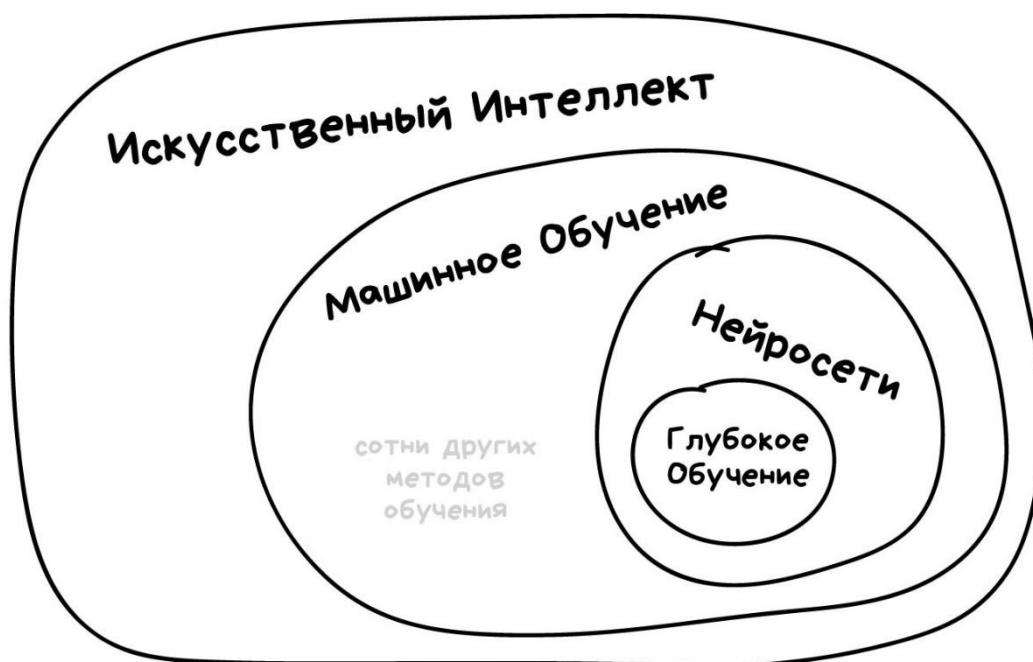 Искусственный Интеллект
Машинное Обучение
Нейросети
Глубокое
Обучение
сотни других
методов
обучения